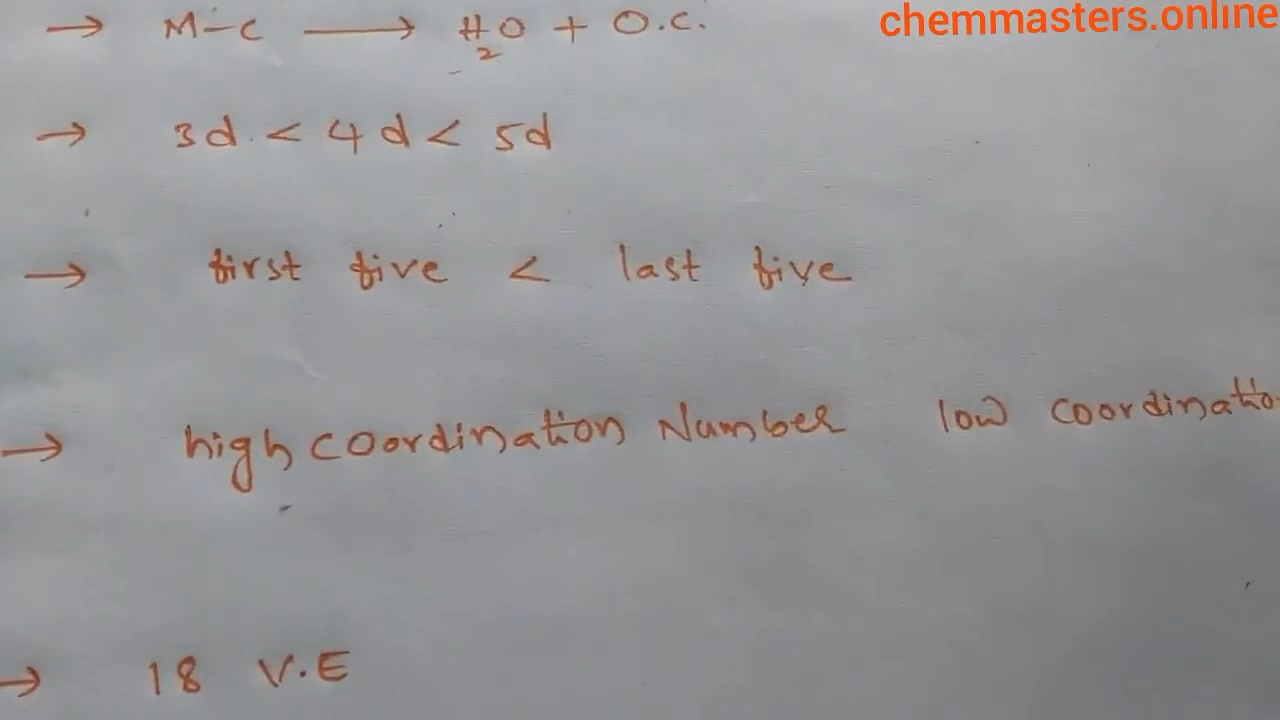 chemmasters.online
→ M-C ⟶ H₂O + O.C.
→ 3d < 4d < 5d
→ first five < last five
→ high coordination Number low coordinatio
→ 18 V.E